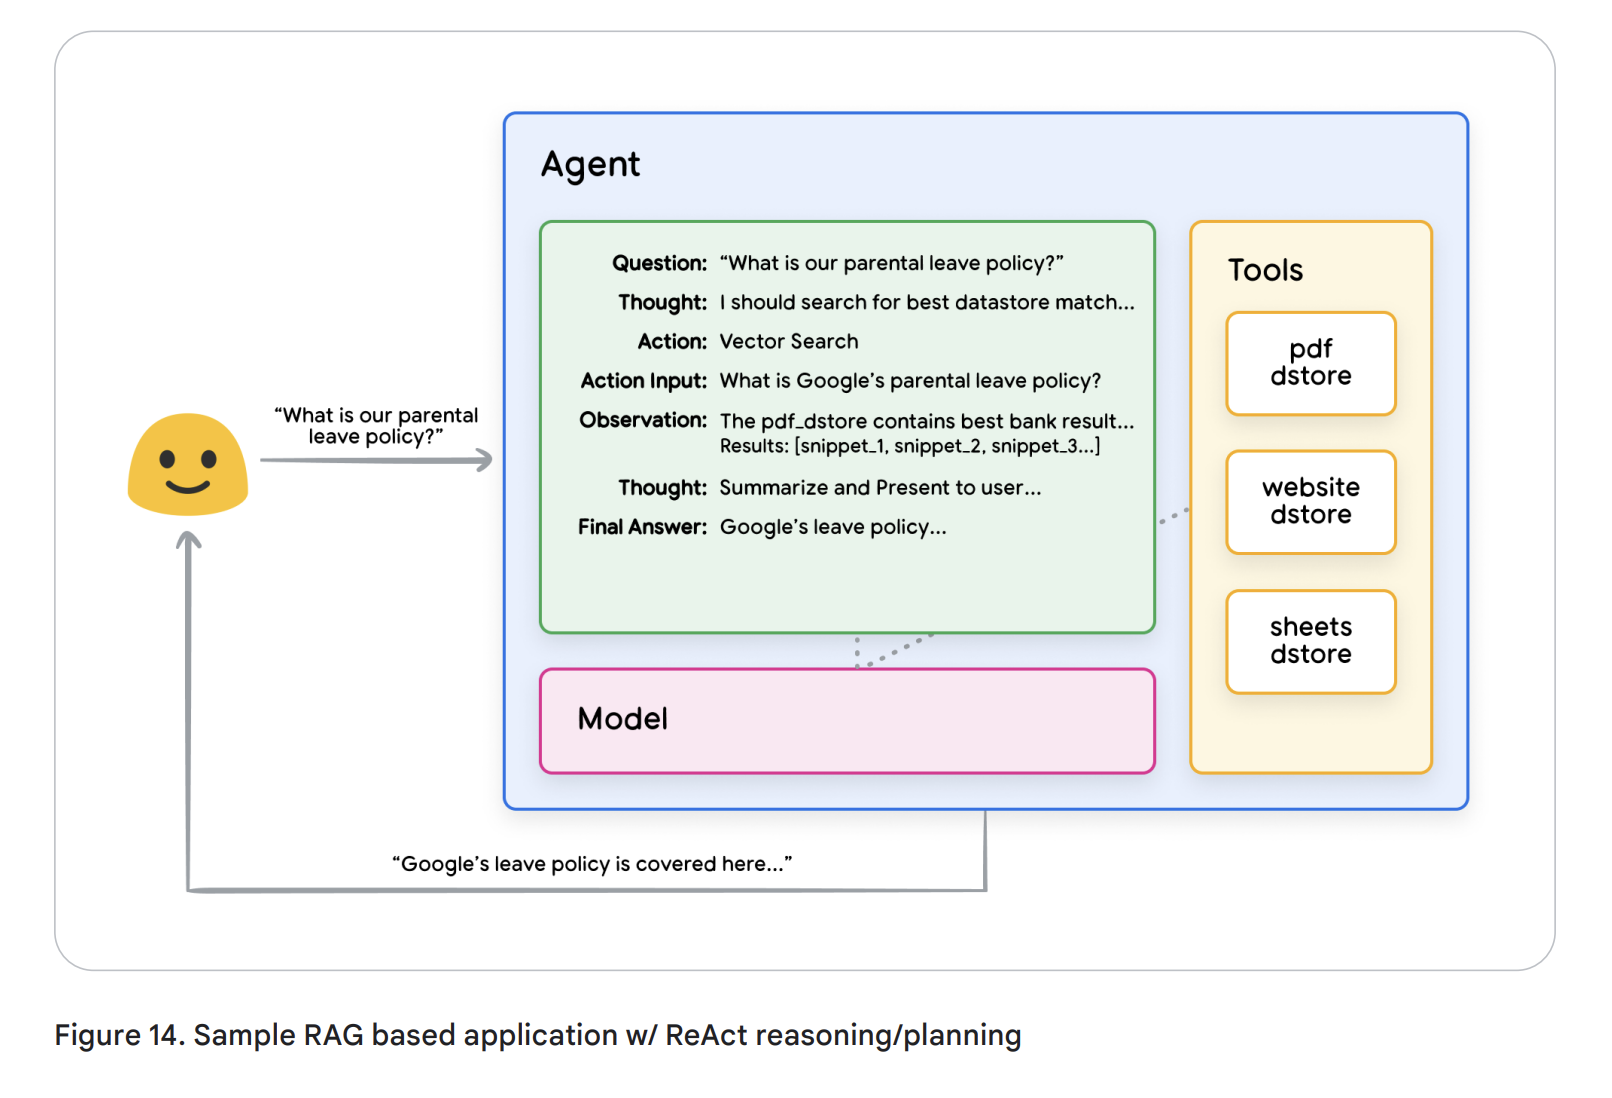 Agent
Question: “What is our parental leave policy?”
Thought: I should search for best datastore match...
Action: Vector Search
Action Input: What is Google’s parental leave policy?
Observation: The pdf_dstore contains best bank result...
Results: [snippet_1, snippet_2, snippet_3...]
Thought: Summarize and Present to user...
Final Answer: Google’s leave policy...
Tools
pdf
dstore
website
dstore
sheets
dstore
“What is our parental
leave policy?”
Model
“Google’s leave policy is covered here...”
Figure 14. Sample RAG based application w/ ReAct reasoning/planning